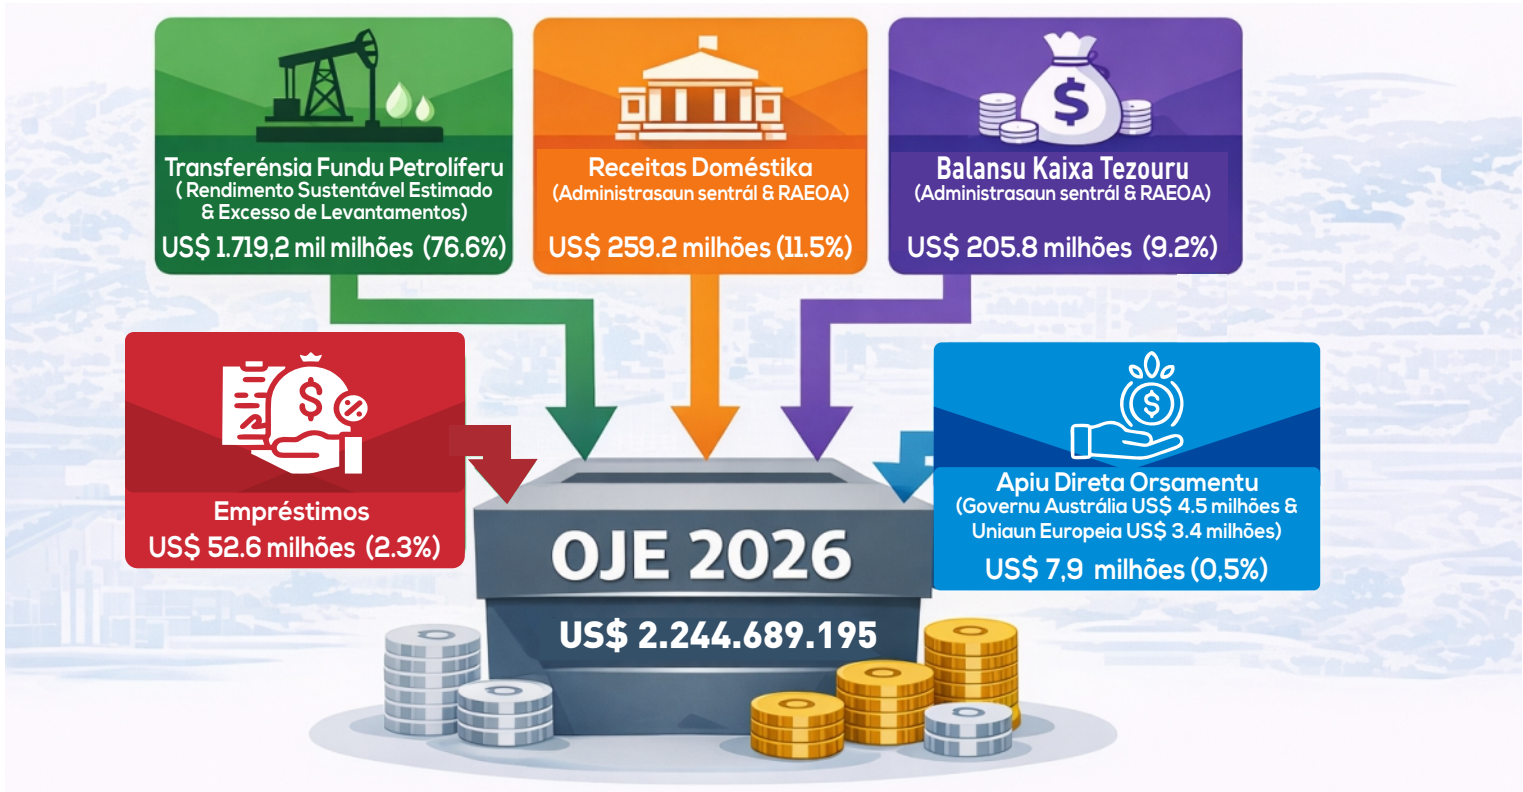 Transferénsia Fundu Petrolíferu
( Rendimento Sustentável Estimado
& Excesso de Levantamentos)
US$ 1.719,2 mil milhões (76.6%)
Receitas Doméstika
(Administrasaun sentrál & RAEOA)
US$ 259.2 milhões (11.5%)
Balansu Kaixa Tezouru
(Administrasaun sentrál & RAEOA)
US$ 205.8 milhões (9.2%)
Empréstimos
US$ 52.6 milhões (2.3%)
Apiu Direta Orsamentu
(Governu Austrália US$ 4.5 milhões &
Uniaun Europeia US$ 3.4 milhões)
US$ 7,9 milhões (0,5%)
OJE 2026
US$ 2.244.689.195